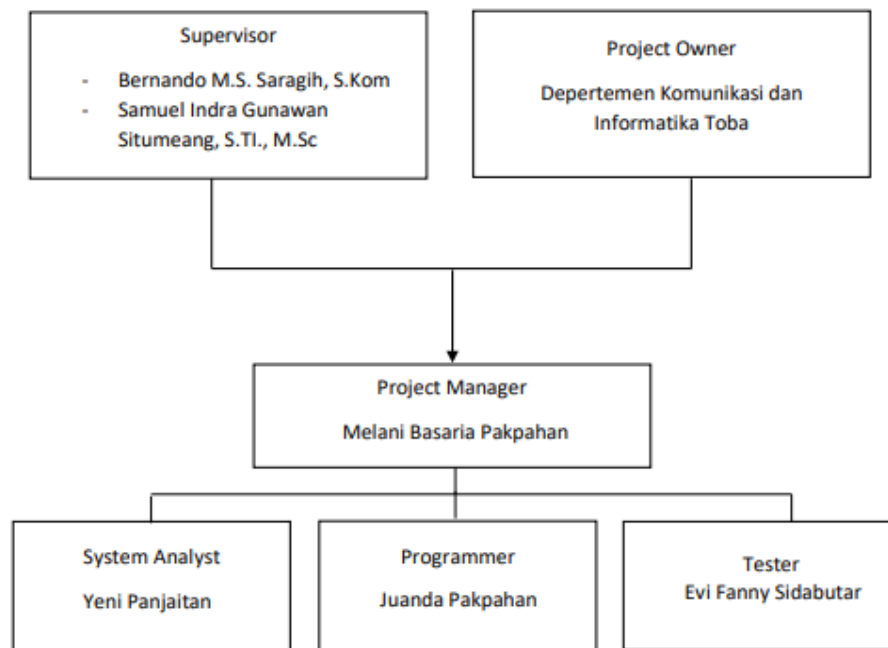 Supervisor
- Bernando M.S. Saragih, S.Kom
- Samuel Indra Gunawan
Situmeang, S.TI., M.Sc
Project Owner
Depertemen Komunikasi dan
Informatika Toba
Project Manager
Melani Basaria Pakpahan
System Analyst
Yeni Panjaitan
Programmer
Juanda Pakpahan
Tester
Evi Fanny Sidabutar